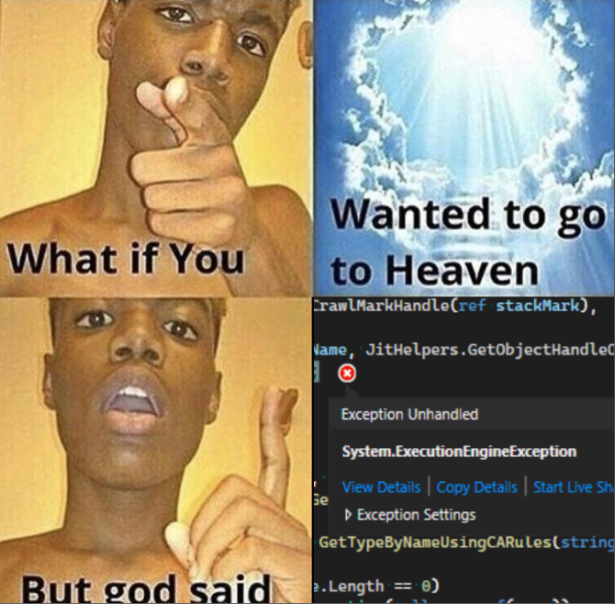 What if You
Wanted to go
to Heaven
But god said
CrawlMarkHandle(ref stackMark),
Name, JitHelpers.GetObjectHandle
Exception Unhandled
System.ExecutionEngineException
View Details | Copy Details | Start Live Sh
Exception Settings
GetTypeByNameUsingCARules(string
.Length == 0)